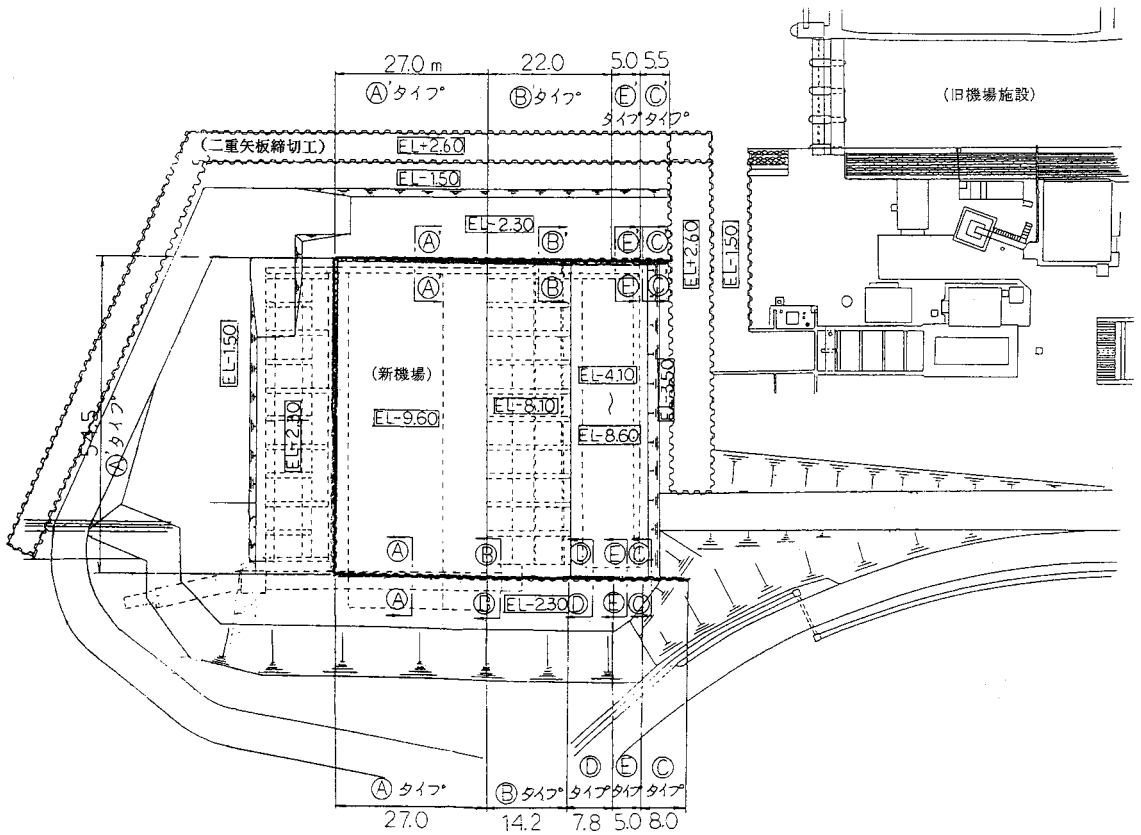 27.0 m 22.0 5.0 5.5
Ⓐ'タイプ Ⓑ'タイプ Ⓔ' Ⓒ'
タイプ タイプ
(旧機場施設)
(二重矢板締切工) EL+2.60
EL-1.50
EL-2.30
Ⓐ Ⓑ Ⓔ Ⓒ
Ⓐ Ⓑ Ⓔ Ⓒ
EL+2.60
EL-1.50
EL-1.50
(新機場)
EL-4.10
～
EL-8.60
EL-9.60
EL-8.10
EL-2.30
54.5
Ⓐ'タイプ
Ⓐ Ⓑ Ⓓ Ⓔ Ⓒ
Ⓐ Ⓑ EL-2.30 Ⓓ Ⓔ Ⓒ
Ⓓ Ⓔ Ⓒ
Ⓐタイプ Ⓑタイプ タイプ タイプ タイプ
27.0 14.2 7.8 5.0 8.0